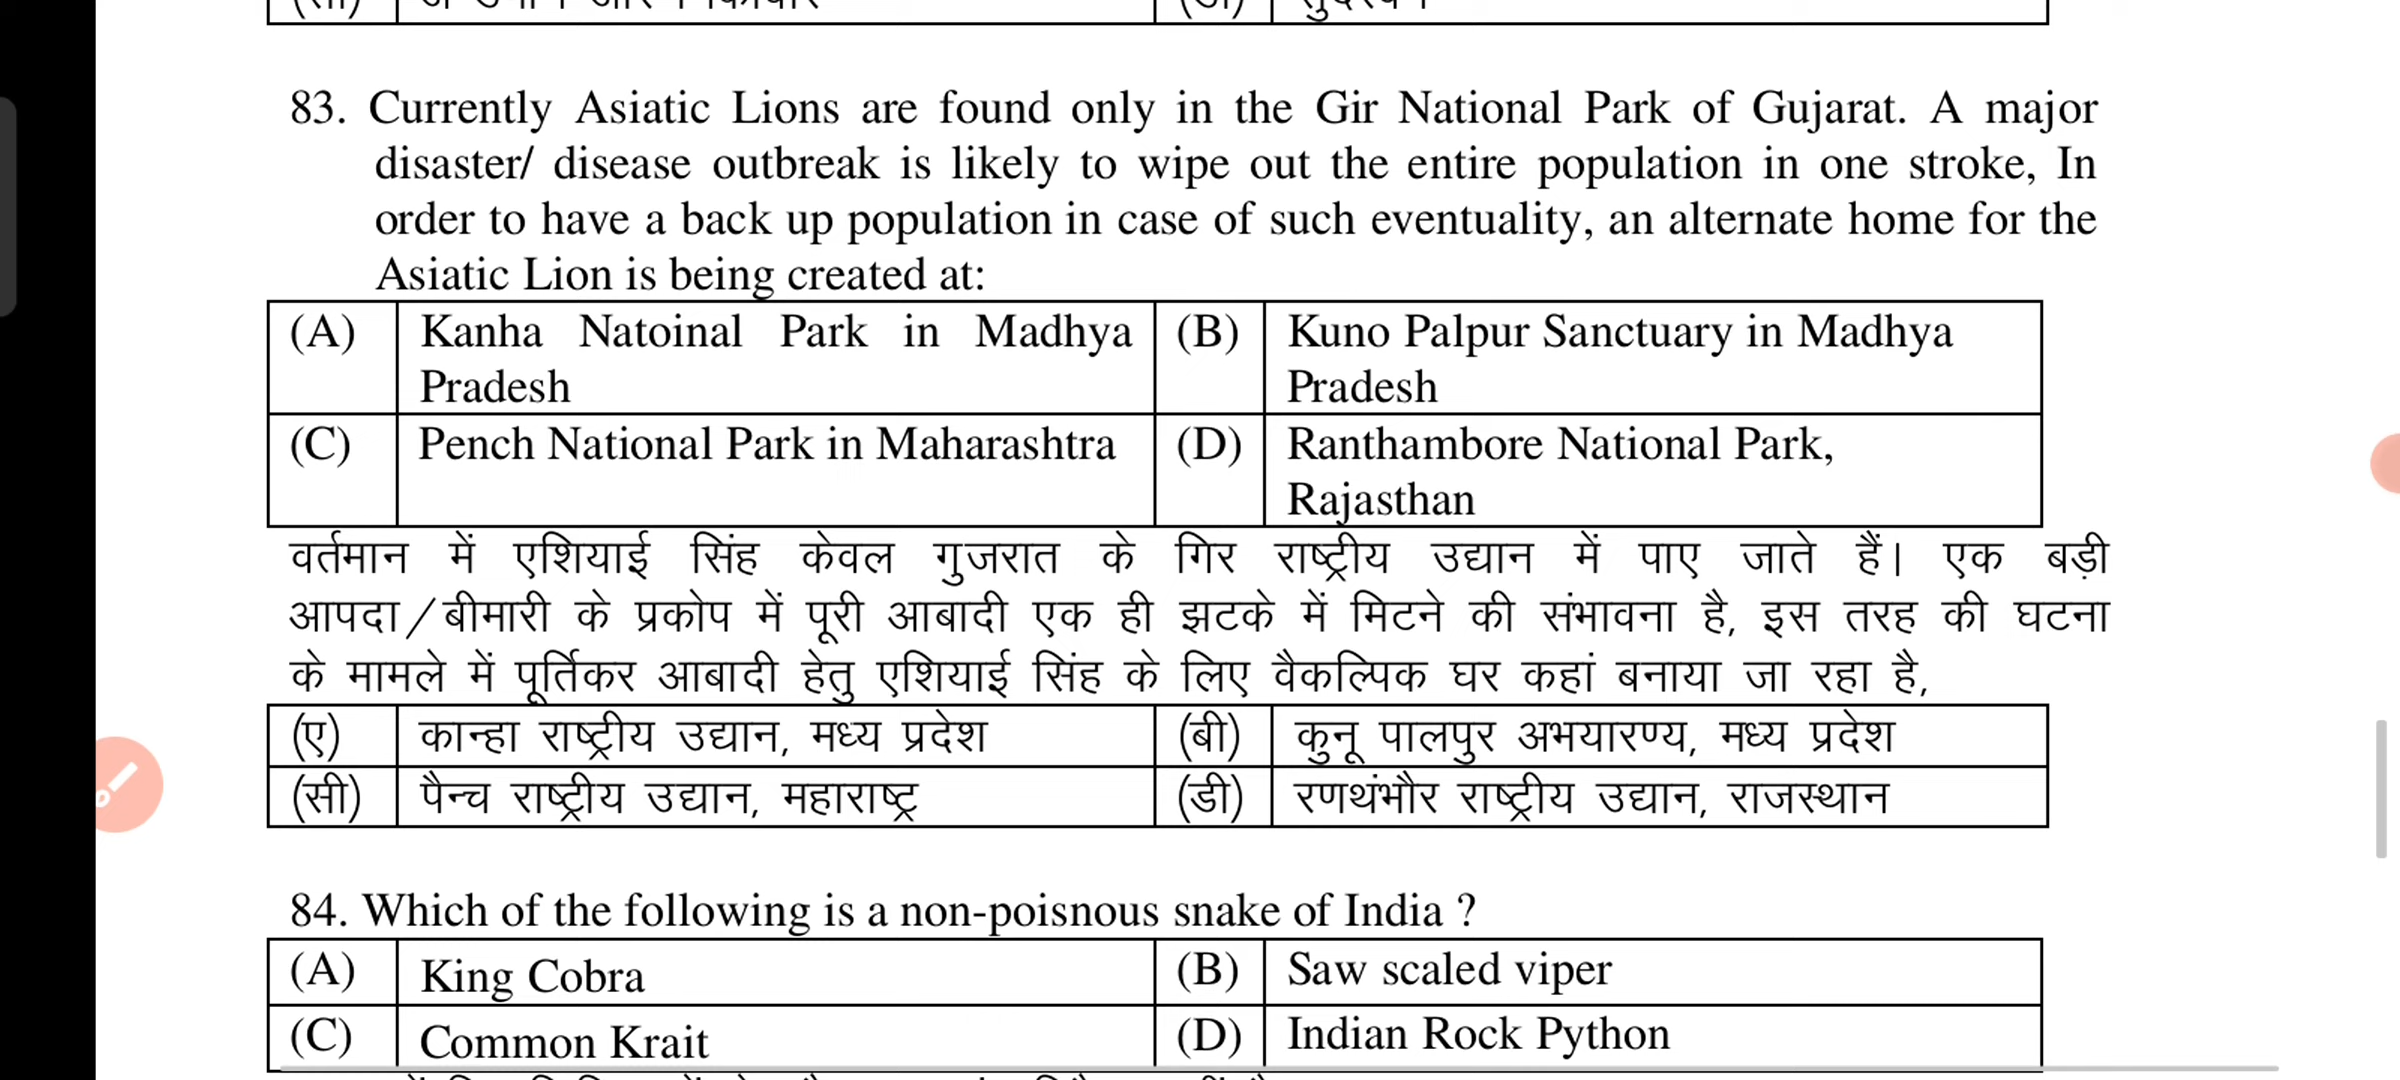 83. Currently Asiatic Lions are found only in the Gir National Park of Gujarat. A major
disaster/ disease outbreak is likely to wipe out the entire population in one stroke, In
order to have a back up population in case of such eventuality, an alternate home for the
Asiatic Lion is being created at:
(A) Kanha Natoinal Park in Madhya Pradesh
(B) Kuno Palpur Sanctuary in Madhya Pradesh
(C) Pench National Park in Maharashtra
(D) Ranthambore National Park, Rajasthan
वर्तमान में एशियाई सिंह केवल गुजरात के गिर राष्ट्रीय उद्यान में पाए जाते हैं। एक बड़ी
आपदा/बीमारी के प्रकोप में पूरी आबादी एक ही झटके में मिटने की संभावना है, इस तरह की घटना
के मामले में पूर्तिकर आबादी हेतु एशियाई सिंह के लिए वैकल्पिक घर कहां बनाया जा रहा है,
(ए) कान्हा राष्ट्रीय उद्यान, मध्य प्रदेश
(बी) कुनू पालपुर अभयारण्य, मध्य प्रदेश
(सी) पैन्च राष्ट्रीय उद्यान, महाराष्ट्र
(डी) रणथंभौर राष्ट्रीय उद्यान, राजस्थान
84. Which of the following is a non-poisnous snake of India ?
(A) King Cobra
(B) Saw scaled viper
(C) Common Krait
(D) Indian Rock Python